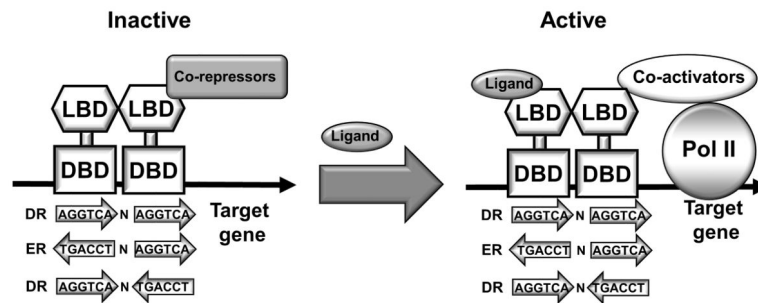 Inactive
Co-repressors
LBD LBD
DBD DBD
DR AGGTCA N AGGTCA
ER TGACCT N AGGTCA
DR AGGTCA N TGACCT
Target
gene
Ligand
Active
Ligand
Co-activators
LBD LBD
DBD DBD
Pol II
DR AGGTCA N AGGTCA
ER TGACCT N AGGTCA
DR AGGTCA N TGACCT
Target
gene